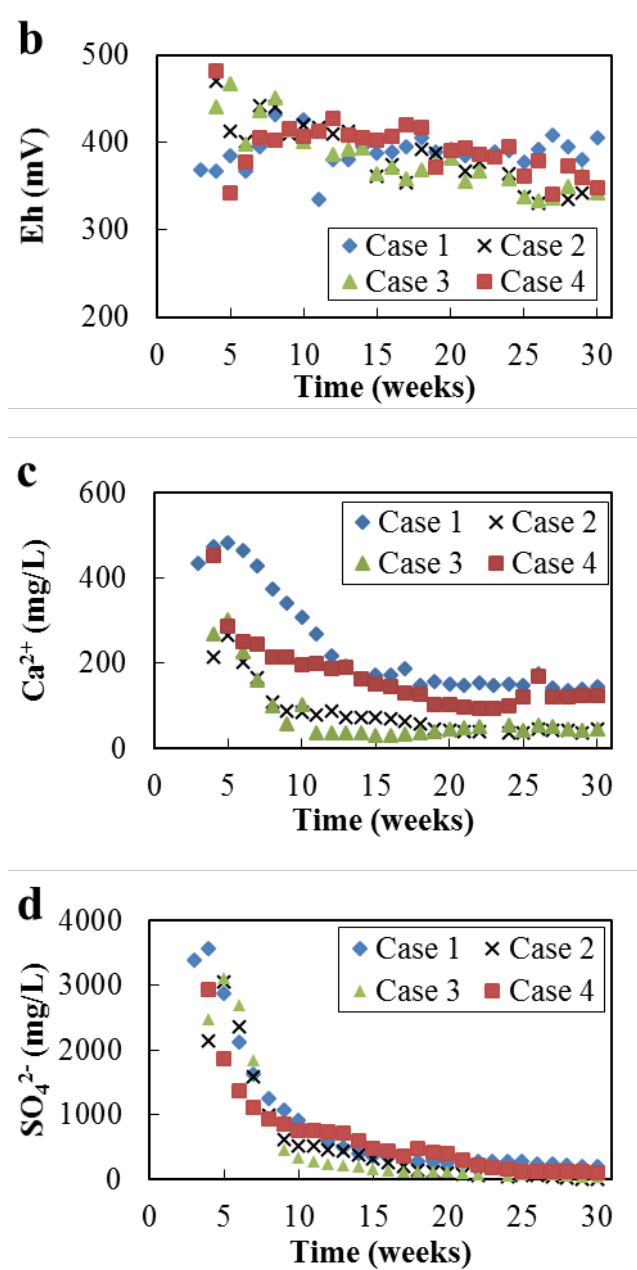 b
500
400
300
200
Eh (mV)
Case 1 Case 2
Case 3 Case 4
0 5 10 15 20 25 30
Time (weeks)
c
600
400
200
0
Ca²⁺ (mg/L)
Case 1 Case 2
Case 3 Case 4
0 5 10 15 20 25 30
Time (weeks)
d
4000
3000
2000
1000
0
SO₄²⁻ (mg/L)
Case 1 Case 2
Case 3 Case 4
0 5 10 15 20 25 30
Time (weeks)